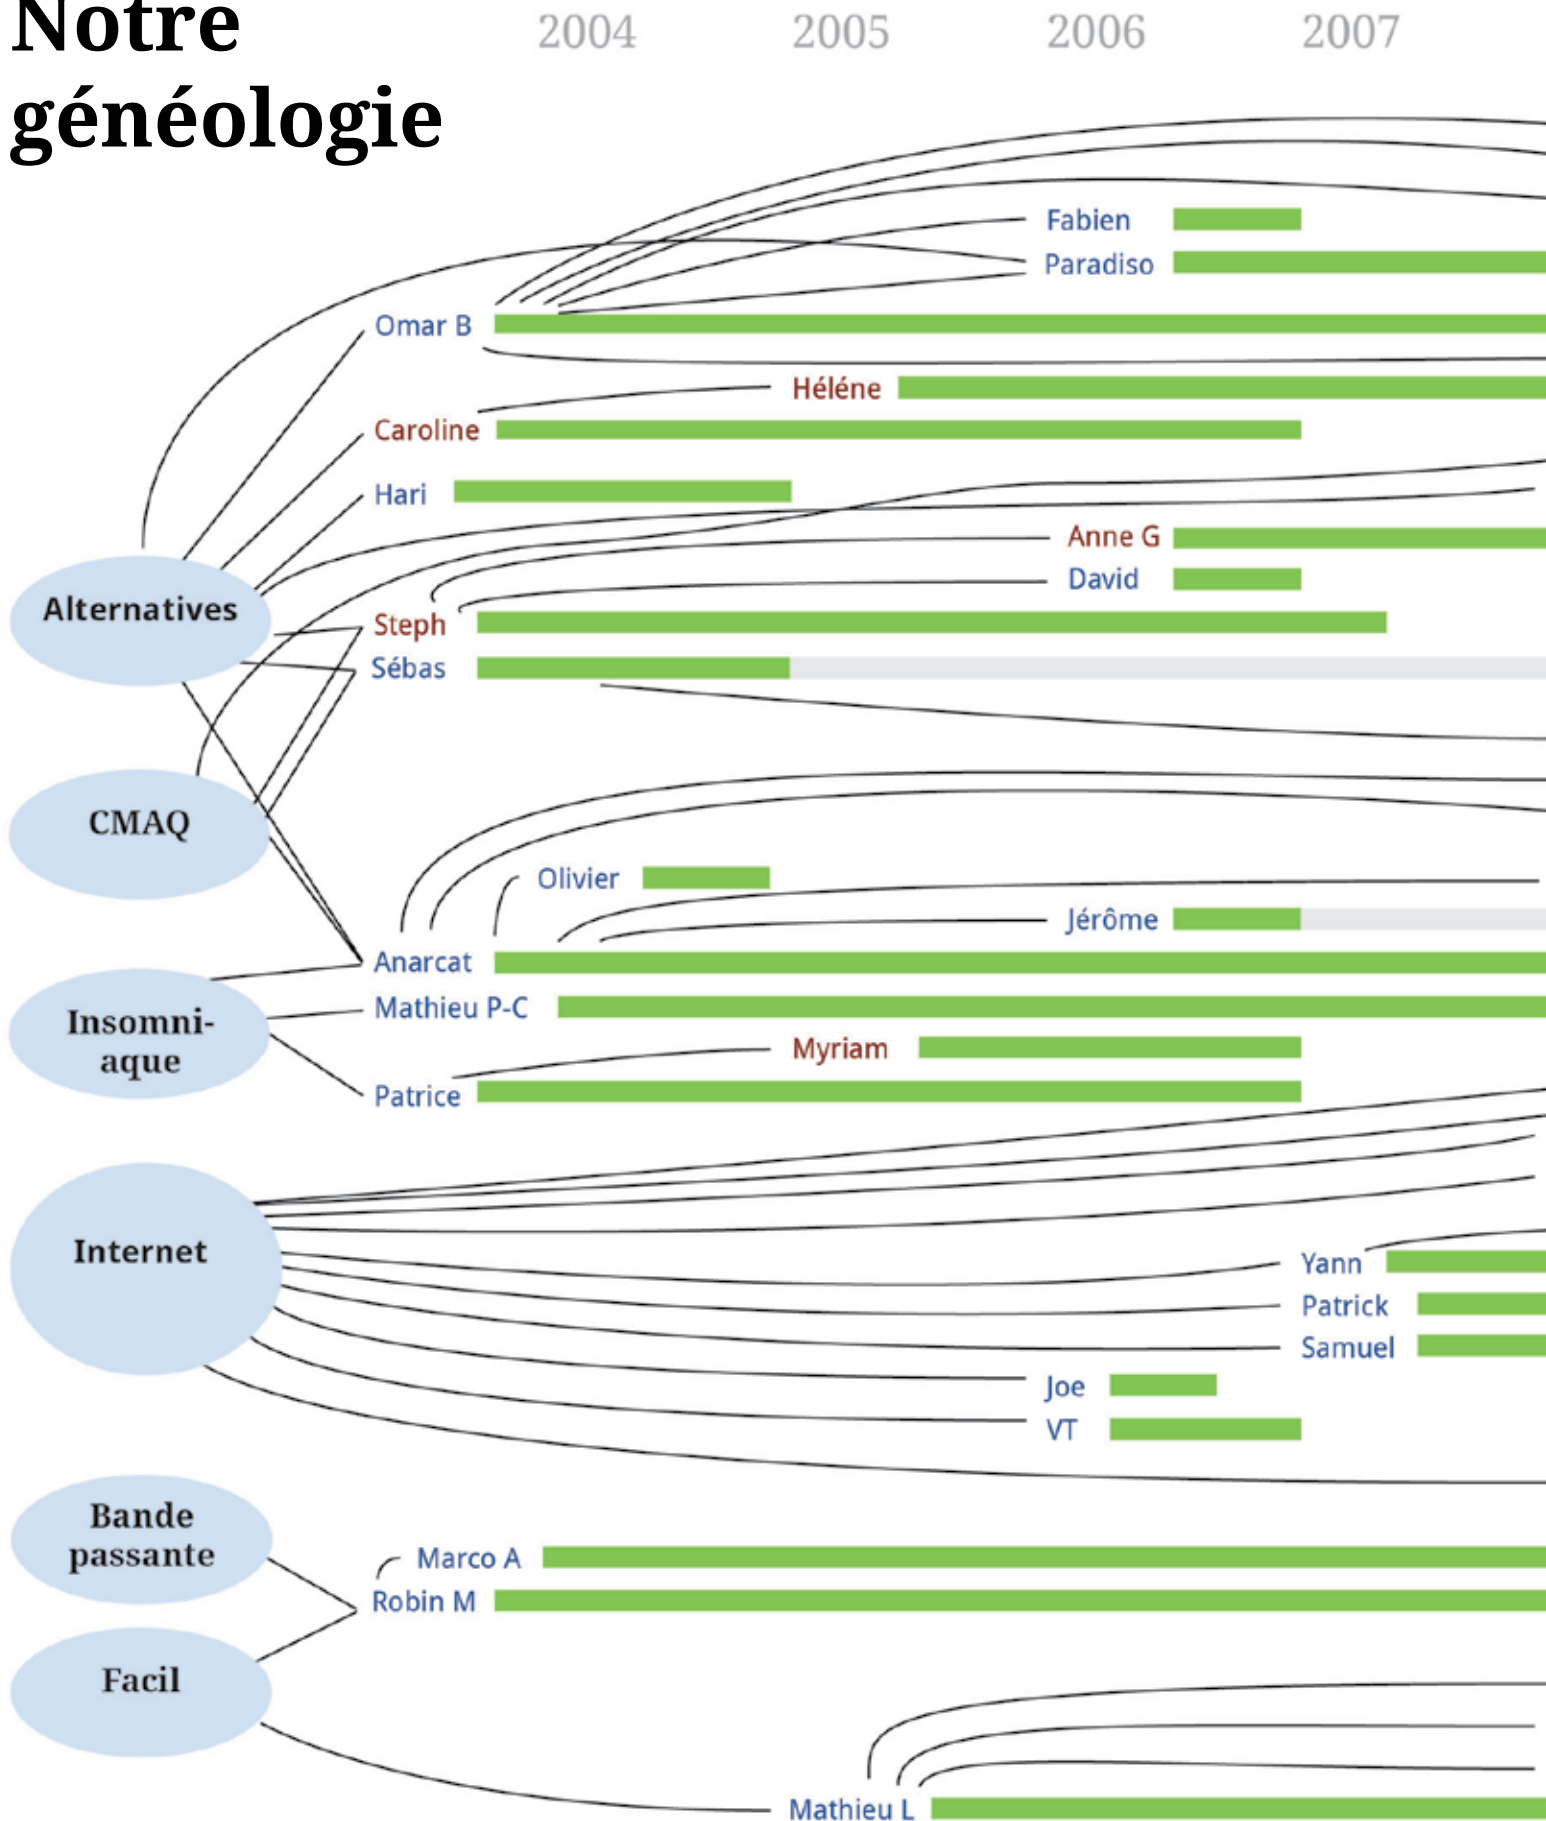 Notre
généologie
2004
2005
2006
2007
Fabien
Paradiso
Omar B
Héléne
Caroline
Hari
Anne G
David
Alternatives
Steph
Sébas
CMAQ
Olivier
Jérôme
Anarcat
Mathieu P-C
Insomni-
aque
Myriam
Patrice
Internet
Yann
Patrick
Samuel
Joe
VT
Bande
passante
Marco A
Robin M
Facil
Mathieu L